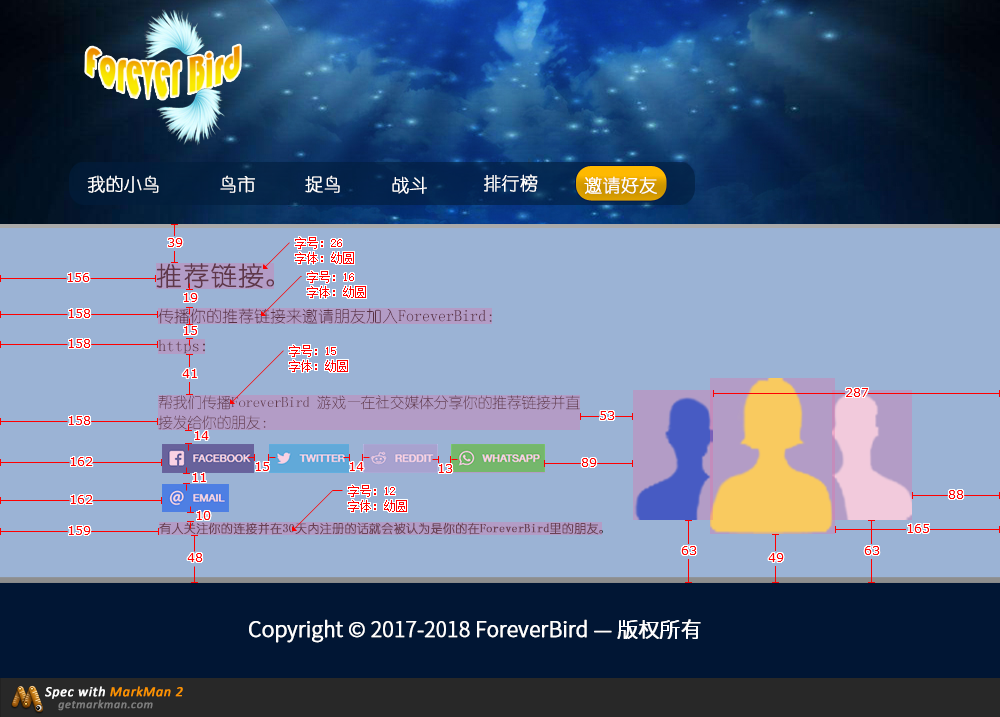 Forever Bird
我的小鸟 鸟市 捉鸟 战斗 排行榜 邀请好友
39
字号：26
字体：幼圆
156
推荐链接。
字号：16
字体：幼圆
19
158
传播你的推荐链接来邀请朋友加入ForeverBird:
15
158
https:
字号：15
字体：幼圆
41
287
帮我们传播ForeverBird 游戏一在社交媒体分享你的推荐链接并直
53
158
接发给你的朋友:
14
162
FACEBOOK 15 TWITTER 14 REDDIT 13 WHATSAPP
89
11
字号：12
字体：幼圆
88
162
@ EMAIL
10
159
有人关注你的连接并在30天内注册的话就会被认为是你的在ForeverBird里的朋友。
165
48
63
49
63
Copyright © 2017-2018 ForeverBird — 版权所有
Spec with MarkMan 2
getmarkman.com